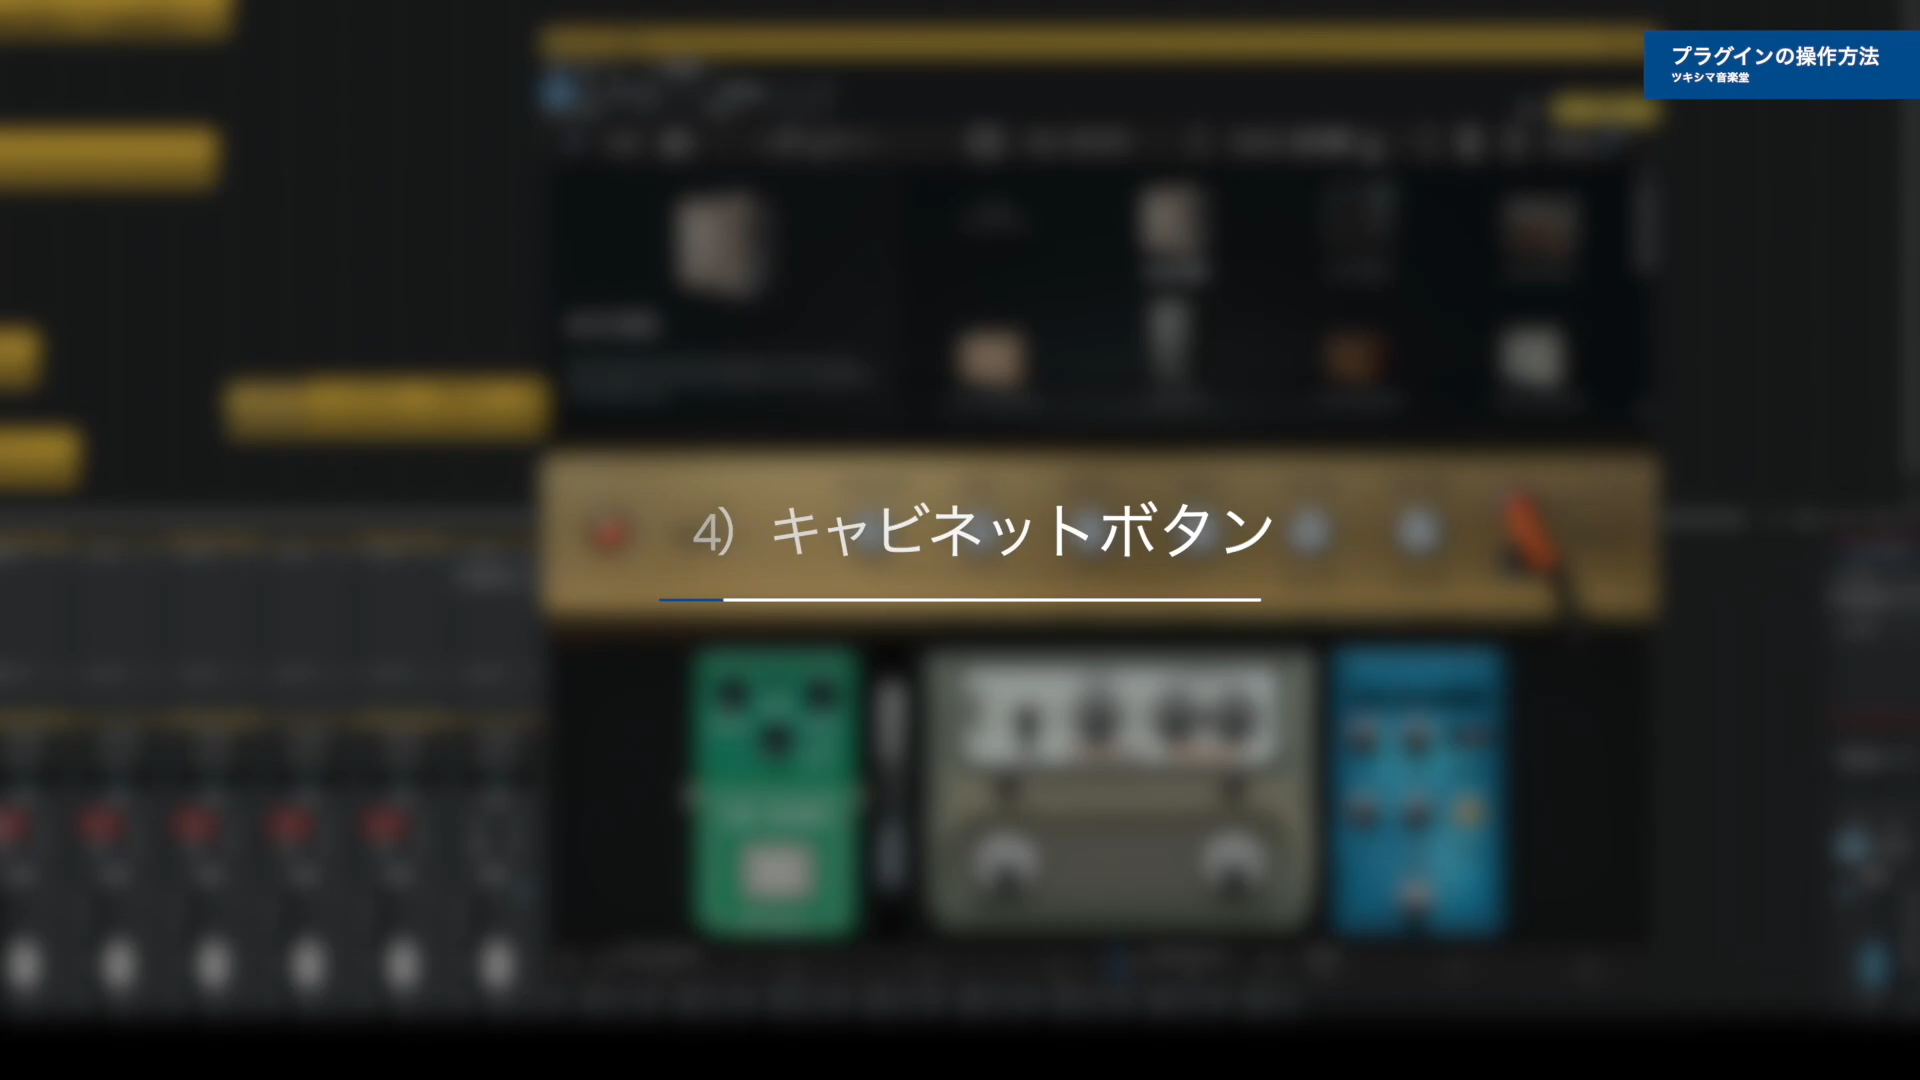 プラグインの操作方法
ツキシマ音楽堂
4）キャビネットボタン